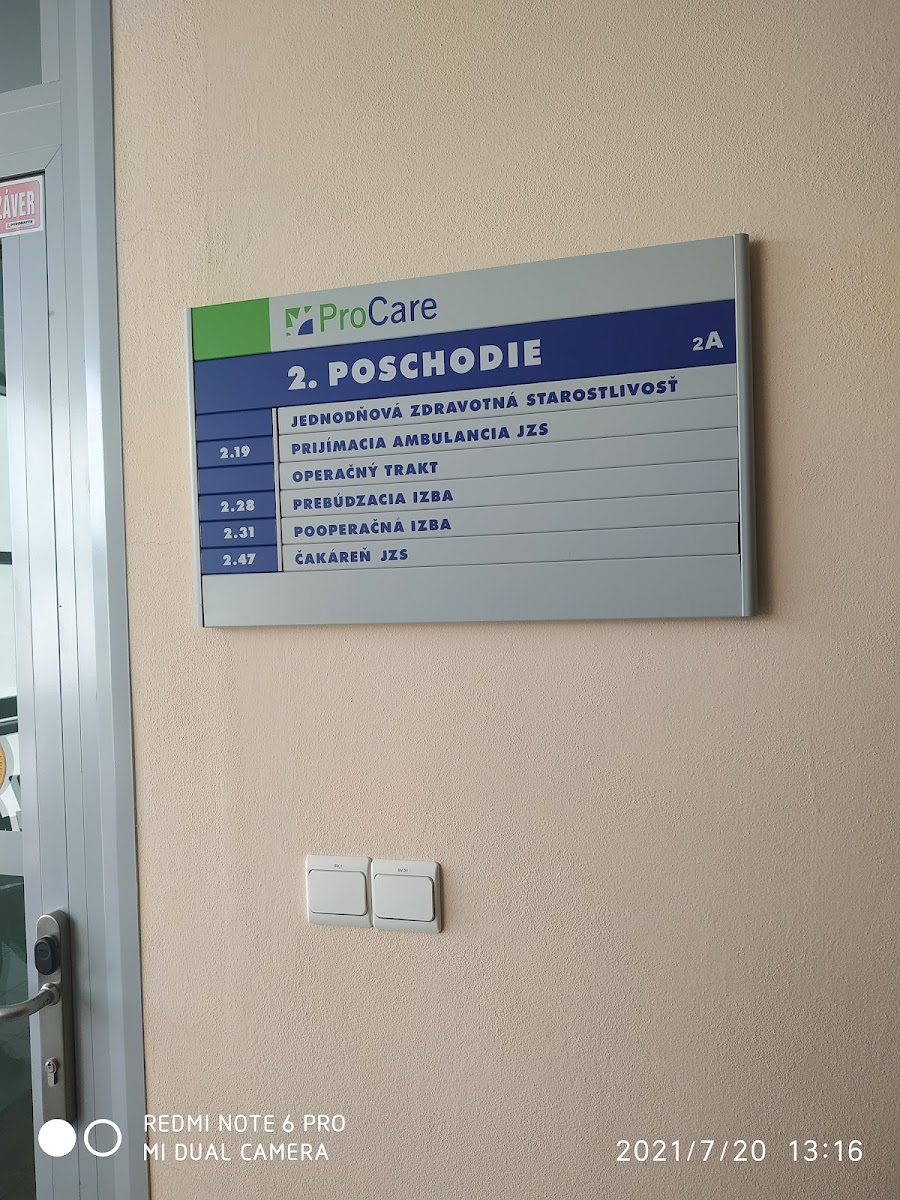 ZÁVER
ProCare
2. POSCHODIE 2A
JEDNODŇOVÁ ZDRAVOTNÁ STAROSTLIVOSŤ
2.19 PRIJÍMACIA AMBULANCIA JZS
OPERAČNÝ TRAKT
2.28 PREBÚDZACIA IZBA
2.31 POOPERAČNÁ IZBA
2.47 ČAKÁREŇ JZS
REDMI NOTE 6 PRO
MI DUAL CAMERA
2021/7/20 13:16